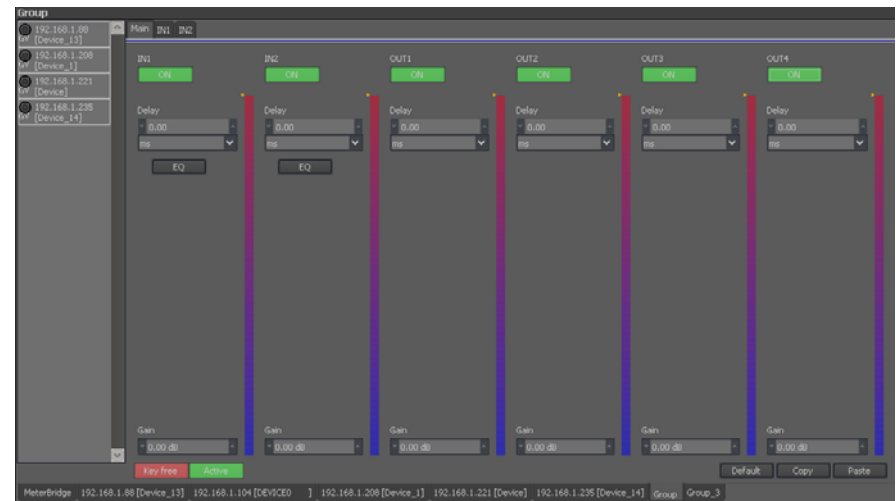 Group
192.168.1.88
[Device_13]
192.168.1.208
[Device_1]
192.168.1.221
[Device]
192.168.1.235
[Device_14]
Main IN1 IN2
IN1 IN2 OUT1 OUT2 OUT3 OUT4
ON ON ON ON ON ON
Delay Delay Delay Delay Delay Delay
0.00 0.00 0.00 0.00 0.00 0.00
ms ms ms ms ms ms
EQ EQ
Gain Gain Gain Gain Gain Gain
0.00 dB 0.00 dB 0.00 dB 0.00 dB 0.00 dB 0.00 dB
Key free Active Default Copy Paste
MeterBridge 192.168.1.88 [Device_13] 192.168.1.104 [DEVICE0 ] 192.168.1.208 [Device_1] 192.168.1.221 [Device] 192.168.1.235 [Device_14] Group Group_3